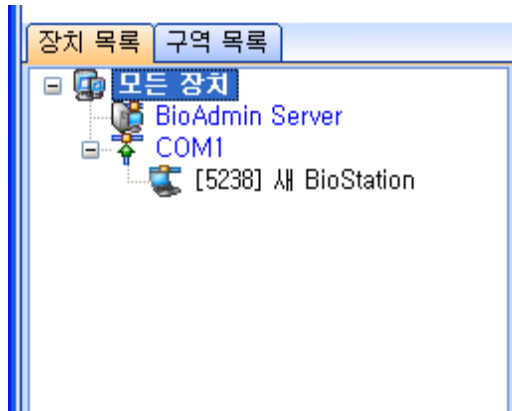 장치 목록 구역 목록
모든 장치
BioAdmin Server
COM1
[5238] 새 BioStation